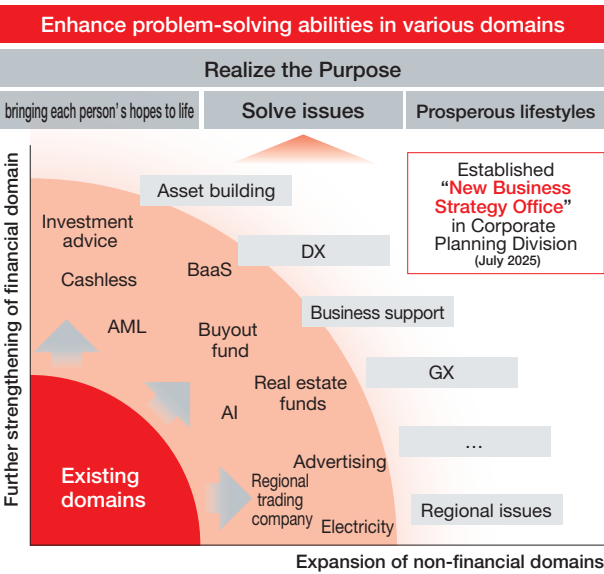 Enhance problem-solving abilities in various domains
Realize the Purpose
bringing each person's hopes to life
Solve issues
Prosperous lifestyles
Further strengthening of financial domain
Established
“New Business
Strategy Office”
in Corporate
Planning Division
(July 2025)
Asset building
Investment
advice
DX
BaaS
Cashless
Business support
AML
Buyout
fund
GX
Real estate
funds
AI
...
Advertising
Existing
domains
Regional
trading
company
Electricity
Regional issues
Expansion of non-financial domains